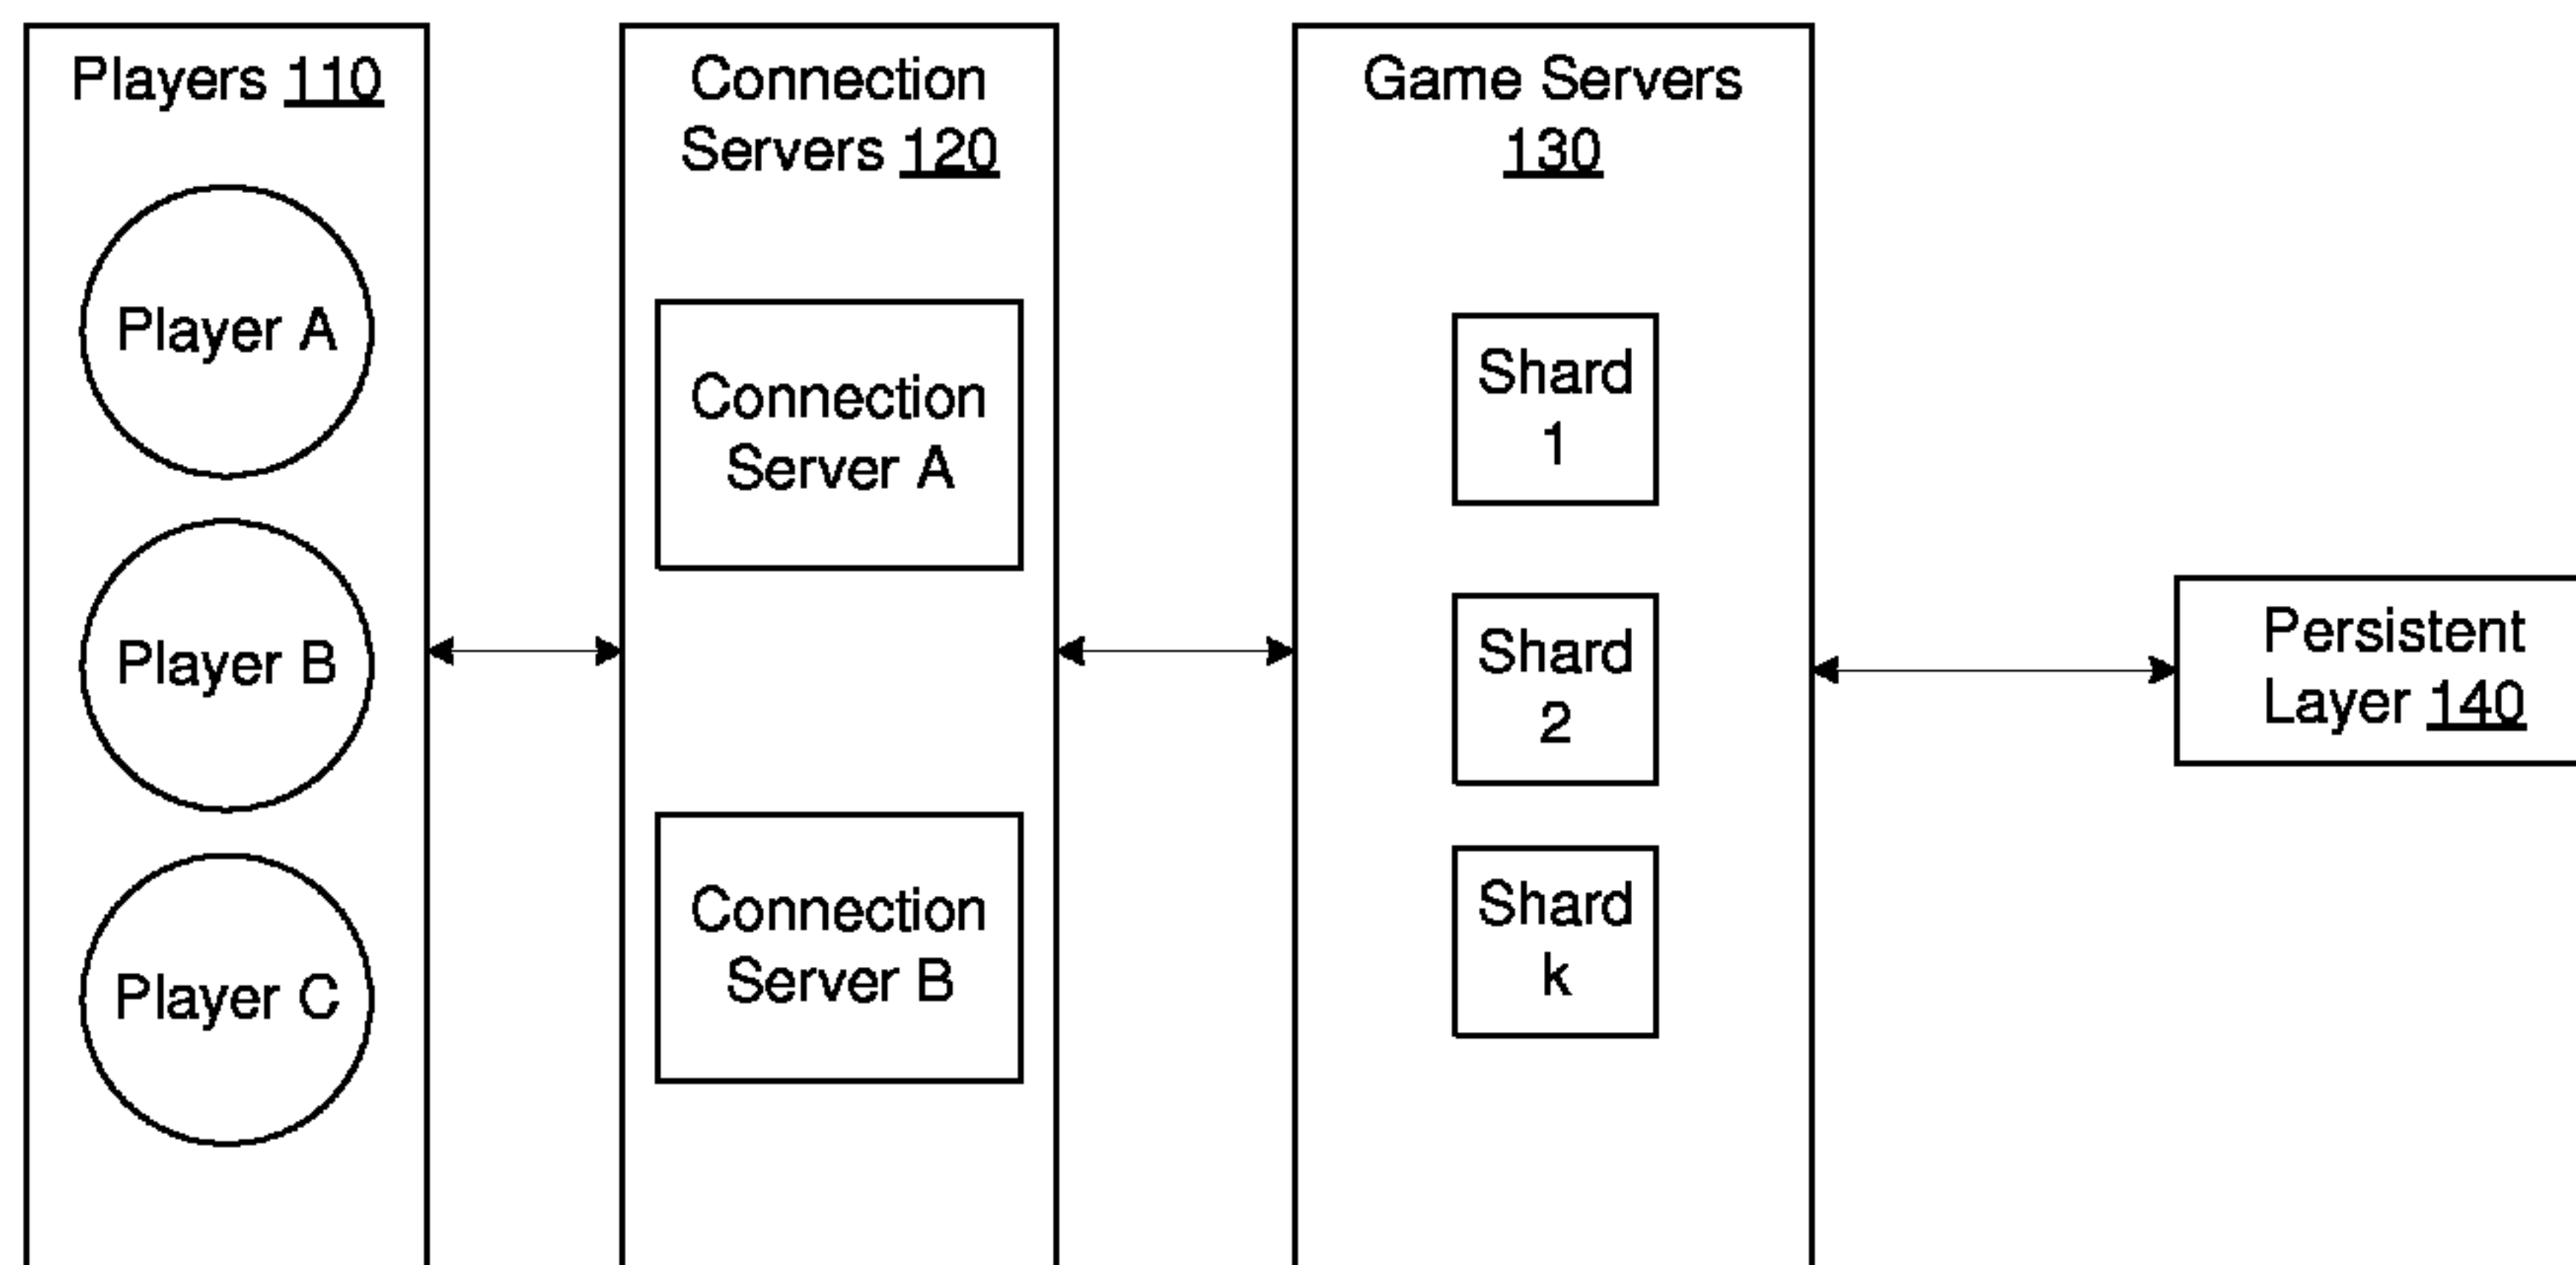 Players 110
Player A
Player B
Player C
Connection
Servers 120
Connection
Server A
Connection
Server B
Game Servers
130
Shard
1
Shard
2
Shard
k
Persistent
Layer 140